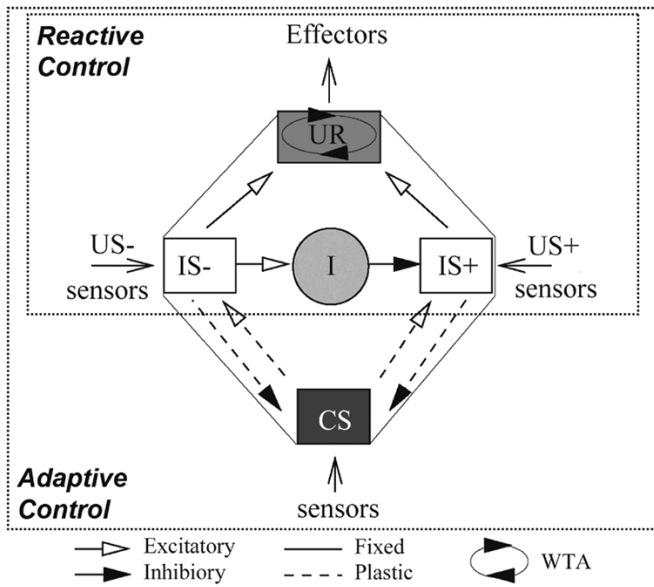 Reactive
Control
Effectors
UR
US-
sensors
IS-
I
IS+
US+
sensors
CS
Adaptive
Control
sensors
Excitatory
Fixed
WTA
Inhibiory
Plastic